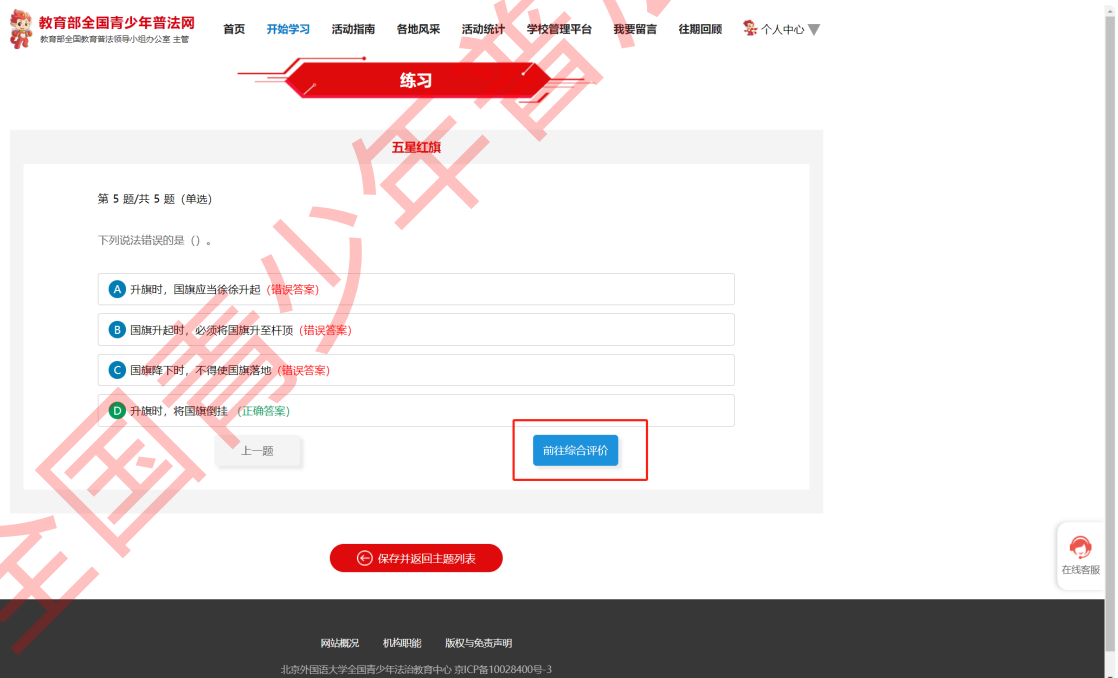 教育部全国青少年普法网
教育部全国教育普法领导小组办公室 主管
首页 开始学习 活动指南 各地风采 活动统计 学校管理平台 我要留言 往期回顾 个人中心
练习
五星红旗
第 5 题/共 5 题（单选）
下列说法错误的是（）。
A 升旗时，国旗应当徐徐升起（错误答案）
B 国旗升起时，必须将国旗升至杆顶（错误答案）
C 国旗降下时，不得使国旗落地（错误答案）
D 升旗时，将国旗倒挂（正确答案）
上一题 前往综合评价
保存并返回主题列表
在线客服
网站概况 机构职能 版权与免责声明
北京外国语大学全国青少年法治教育中心 京ICP备10028400号-3
全国青少年普法